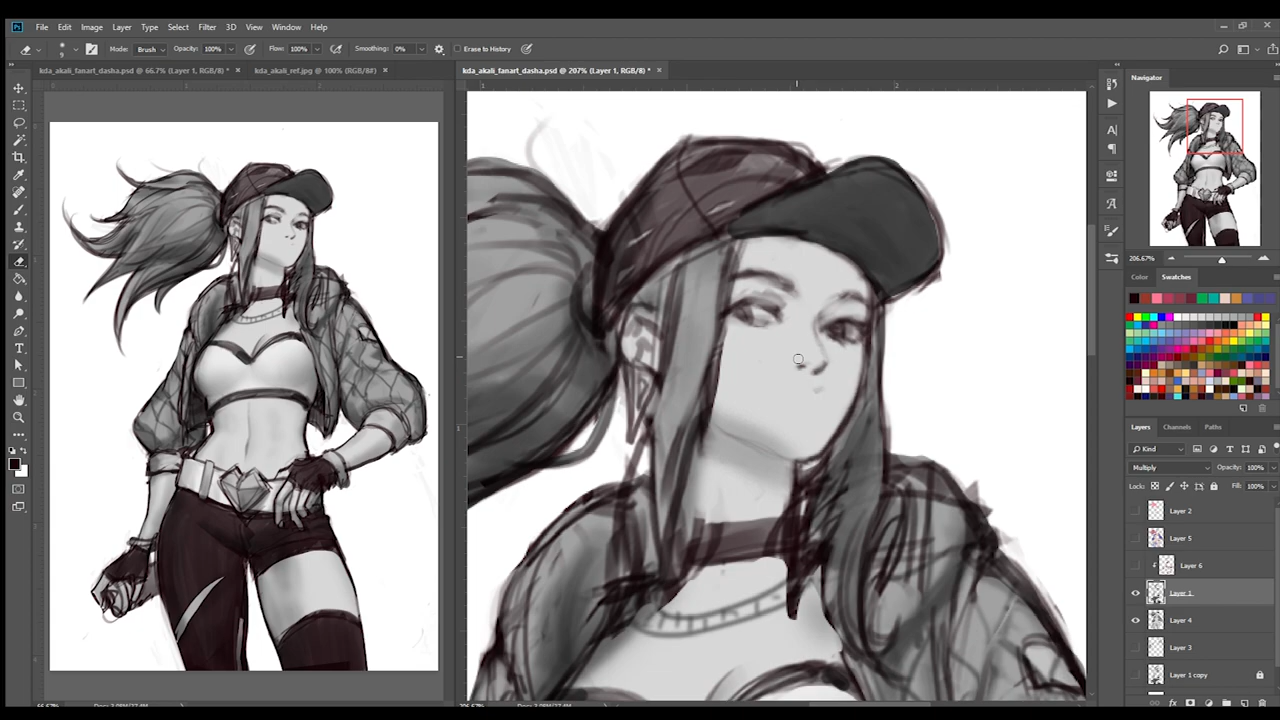 Ps File Edit Image Layer Type Select Filter 3D View Window Help
Mode: Brush Opacity: 100% Flow: 100% Smoothing: 0% Erase to History
9
kda_akali_fanart_dasha.psd @ 66.7% (Layer 1, RGB/8) * × kda_akali_ref.jpg @ 100% (RGB/8#) × kda_akali_fanart_dasha.psd @ 207% (Layer 1, RGB/8) * ×
Navigator
206.67%
Color Swatches
Layers Channels Paths
Kind
Multiply Opacity: 100%
Lock: Fill: 100%
Layer 2
Layer 5
Layer 6
Layer 1
Layer 4
Layer 3
Layer 1 copy
fx